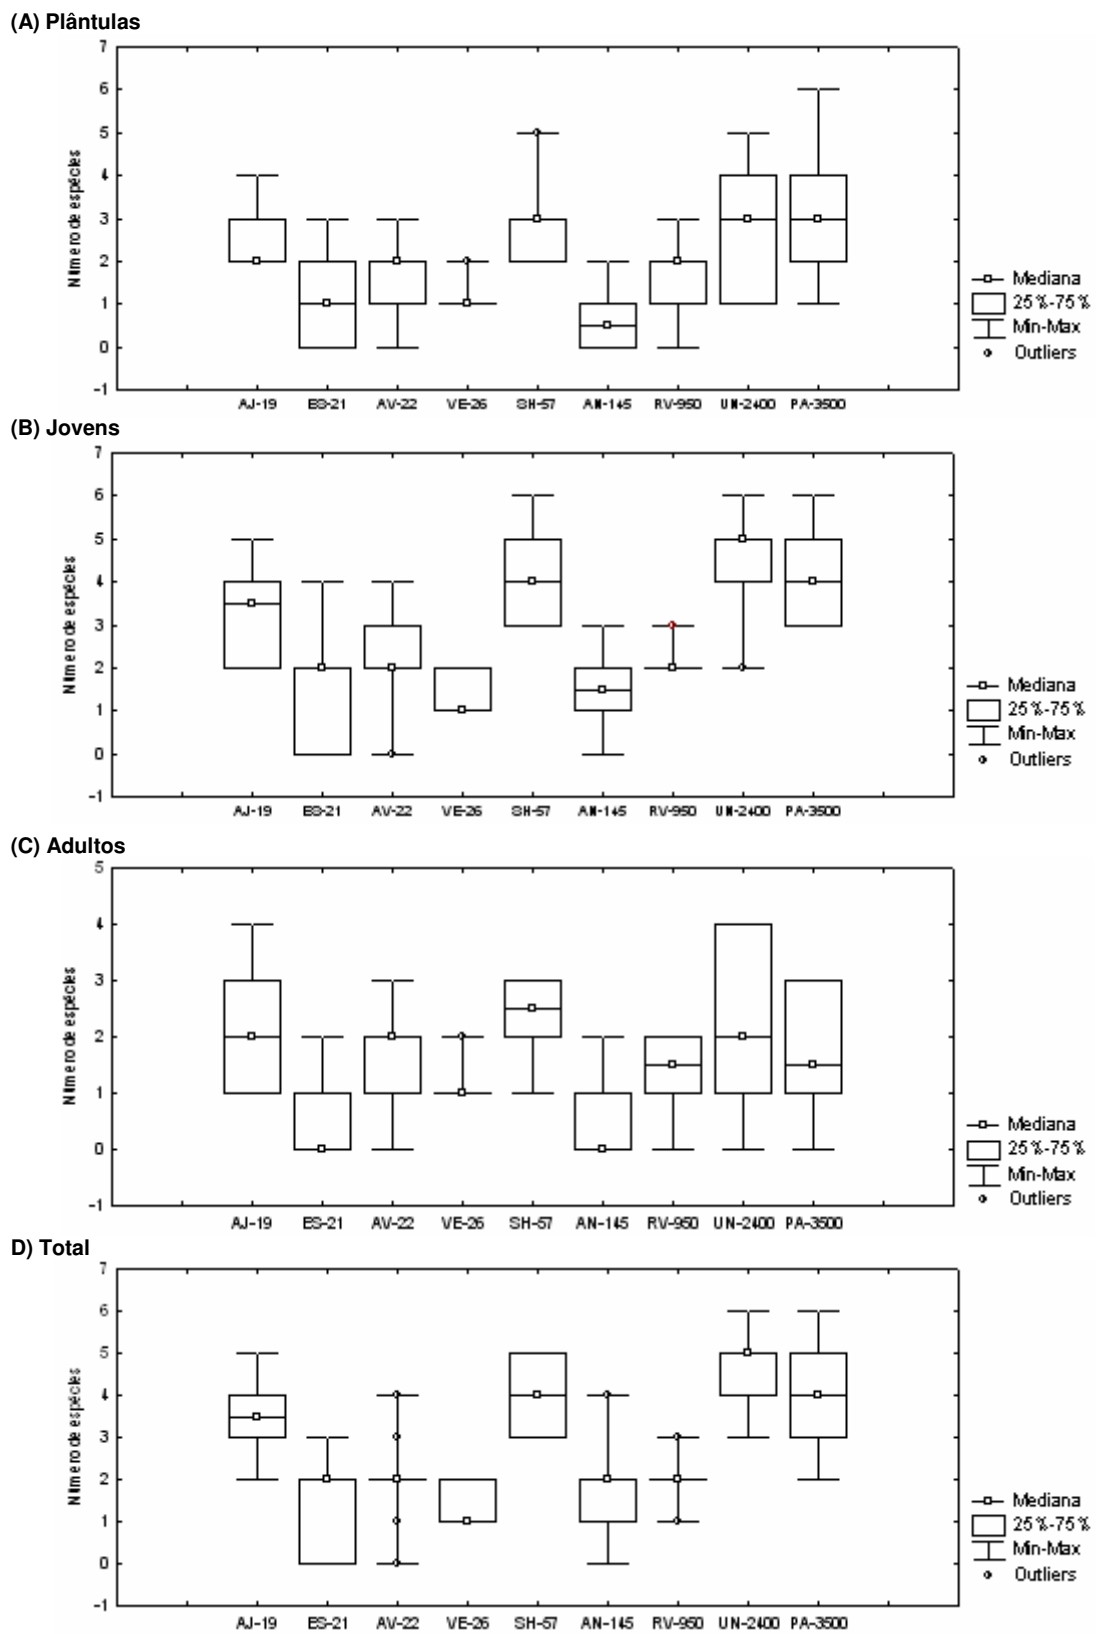 (A) Plântulas
7
6
5
4
3
2
1
0
-1
Número de espécies
AJ-19 ES-21 AV-22 VE-26 SH-57 AN-145 RV-950 UN-2400 PA-3500
Mediana
25%-75%
Min-Max
Outliers
(B) Jovens
7
6
5
4
3
2
1
0
-1
Número de espécies
AJ-19 ES-21 AV-22 VE-26 SH-57 AN-145 RV-950 UN-2400 PA-3500
Mediana
25%-75%
Min-Max
Outliers
(C) Adultos
5
4
3
2
1
0
-1
Número de espécies
AJ-19 ES-21 AV-22 VE-26 SH-57 AN-145 RV-950 UN-2400 PA-3500
Mediana
25%-75%
Min-Max
Outliers
D) Total
7
6
5
4
3
2
1
0
-1
Número de espécies
AJ-19 ES-21 AV-22 VE-26 SH-57 AN-145 RV-950 UN-2400 PA-3500
Mediana
25%-75%
Min-Max
Outliers